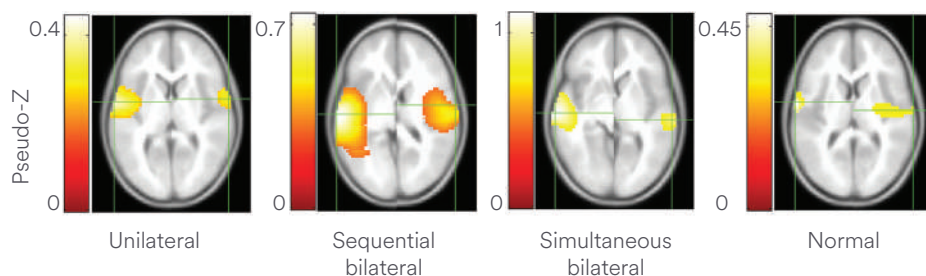 0.4
0.7
1
0.45
Pseudo-Z
0
0
0
0
Unilateral
Sequential
bilateral
Simultaneous
bilateral
Normal